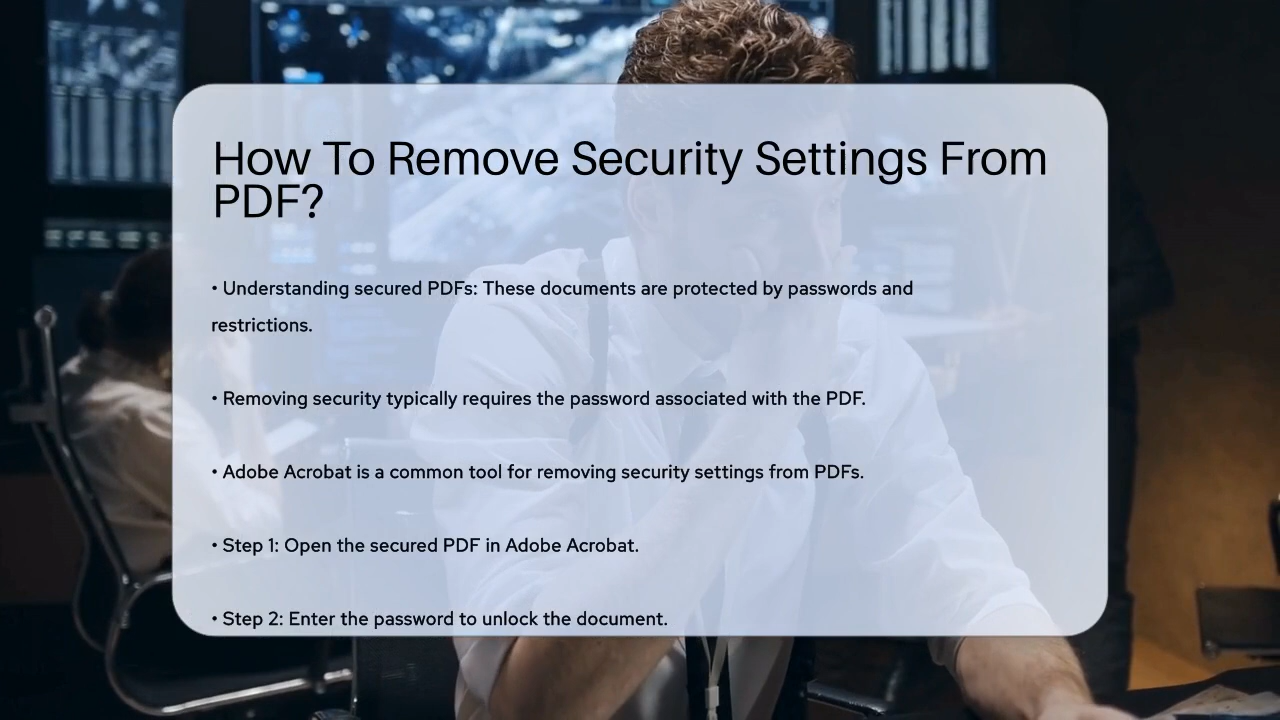 How To Remove Security Settings From
PDF?
• Understanding secured PDFs: These documents are protected by passwords and
restrictions.
• Removing security typically requires the password associated with the PDF.
• Adobe Acrobat is a common tool for removing security settings from PDFs.
• Step 1: Open the secured PDF in Adobe Acrobat.
• Step 2: Enter the password to unlock the document.